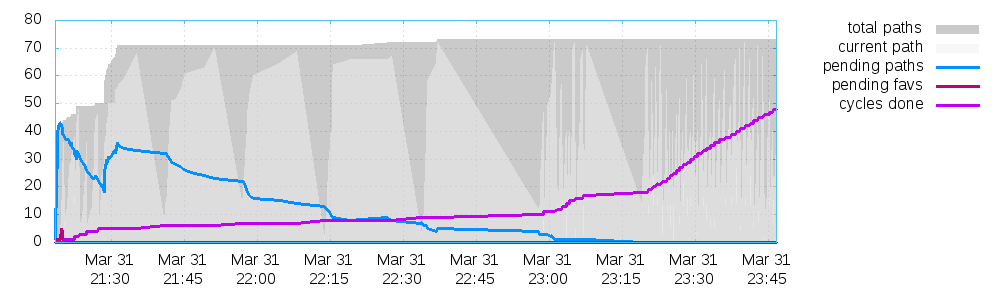 80
70
60
50
40
30
20
10
0
Mar 31 Mar 31 Mar 31 Mar 31 Mar 31 Mar 31 Mar 31 Mar 31 Mar 31 Mar 31
21:30 21:45 22:00 22:15 22:30 22:45 23:00 23:15 23:30 23:45
total paths
current path
pending paths
pending favs
cycles done